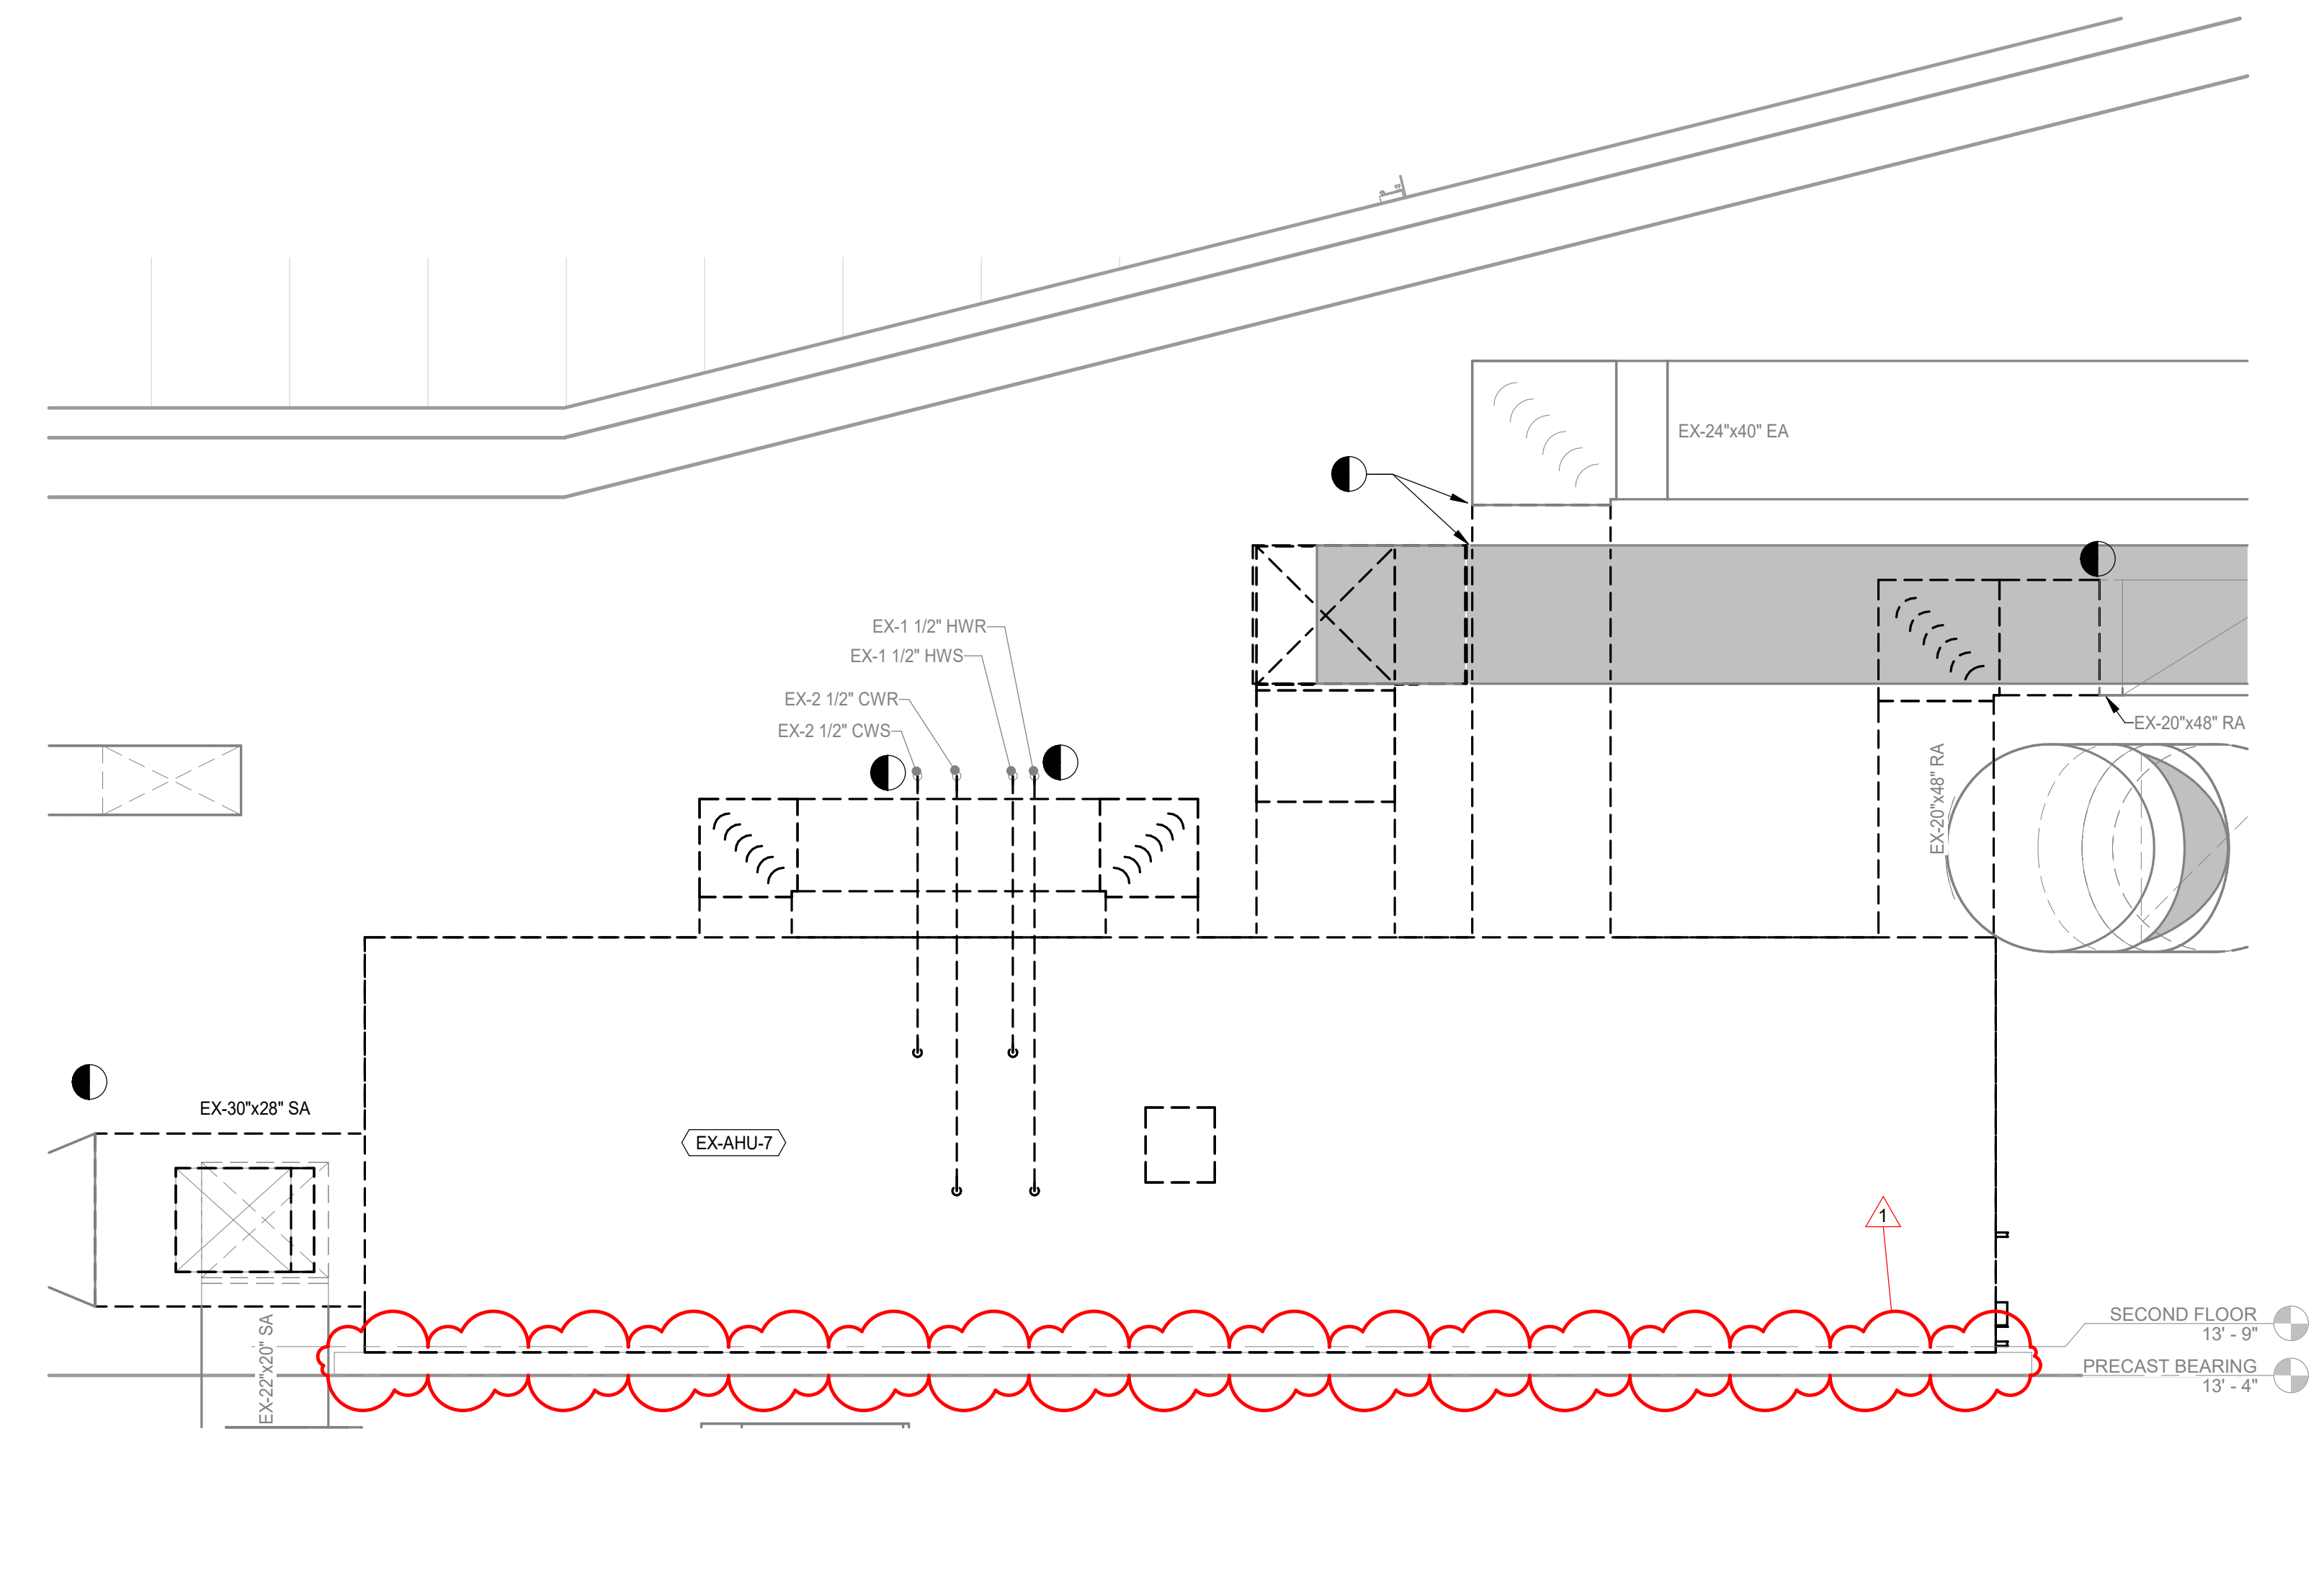 EX-24"x40" EA
EX-1 1/2" HWR
EX-1 1/2" HWS
EX-2 1/2" CWR
EX-2 1/2" CWS
EX-20"x48" RA
EX-20"x48" RA
EX-30"x28" SA
EX-AHU-7
1
EX-22"x20" SA
SECOND FLOOR
13' - 9"
PRECAST BEARING
13' - 4"